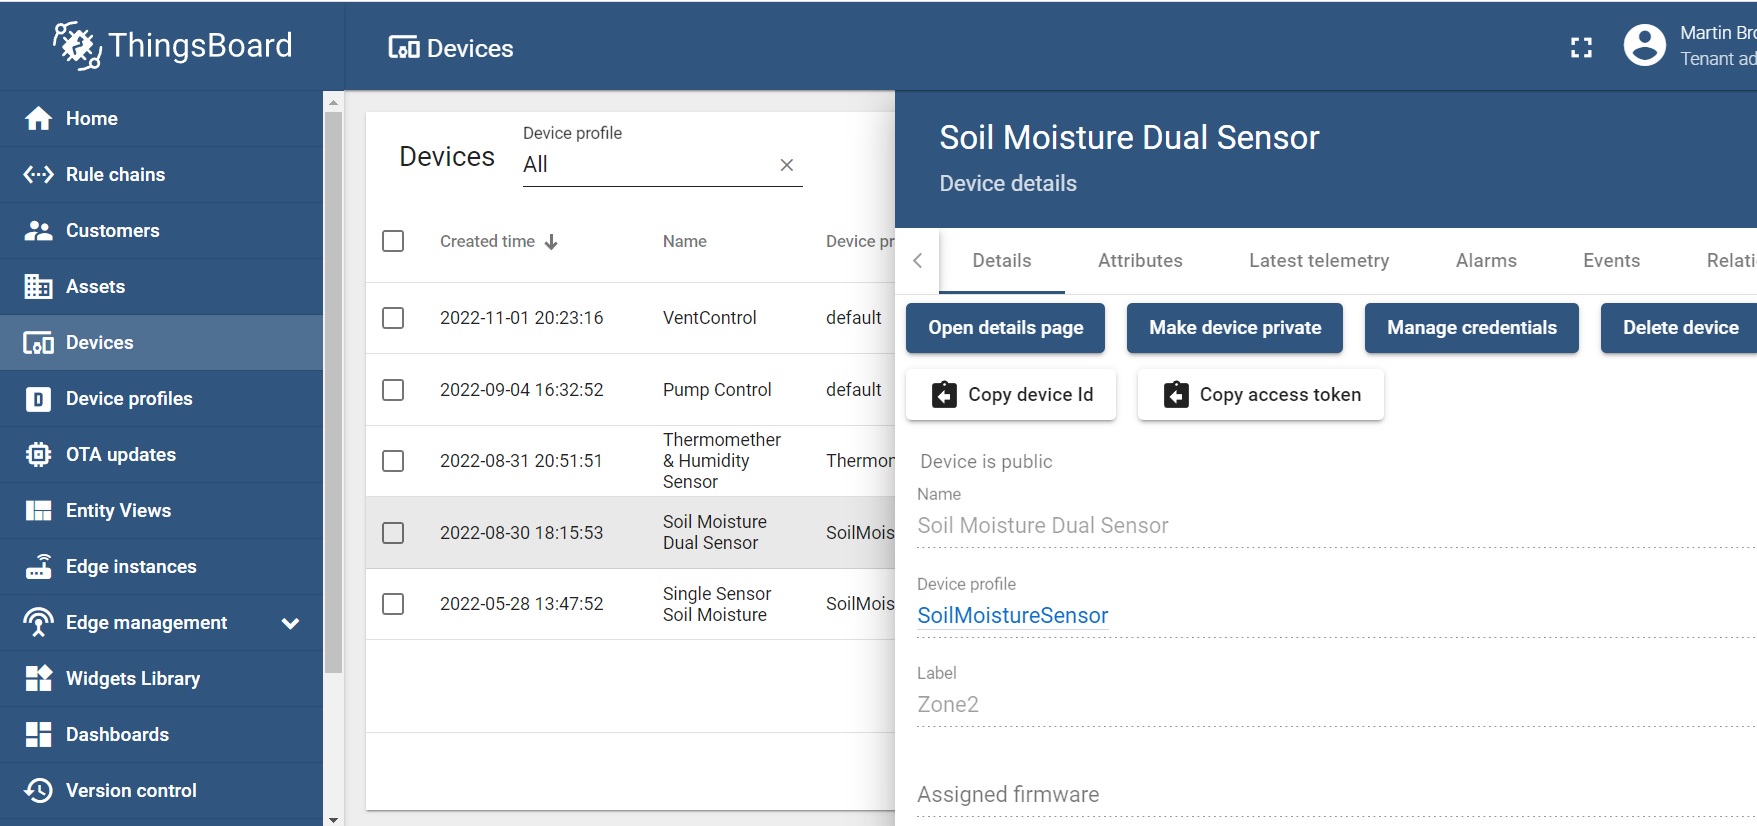 ThingsBoard
Devices
Martin Bro
Tenant ad
Home
Rule chains
Customers
Assets
Devices
Device profiles
OTA updates
Entity Views
Edge instances
Edge management
Widgets Library
Dashboards
Version control
Devices
Device profile
All
Created time Name Device pr
2022-11-01 20:23:16 VentControl default
2022-09-04 16:32:52 Pump Control default
2022-08-31 20:51:51 Thermomether
& Humidity
Sensor
Thermon
2022-08-30 18:15:53 Soil Moisture
Dual Sensor
SoilMois
2022-05-28 13:47:52 Single Sensor
Soil Moisture
SoilMois
Soil Moisture Dual Sensor
Device details
Details Attributes Latest telemetry Alarms Events Relati
Open details page Make device private Manage credentials Delete device
Copy device Id Copy access token
Device is public
Name
Soil Moisture Dual Sensor
Device profile
SoilMoistureSensor
Label
Zone2
Assigned firmware